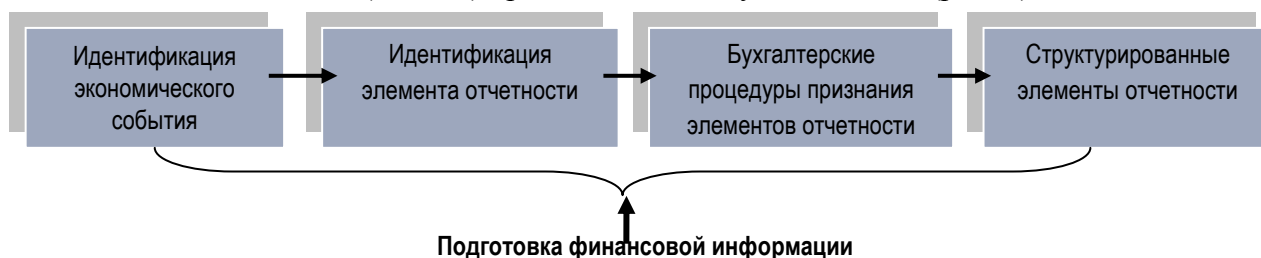 Идентификация
экономического
события
Идентификация
элемента отчетности
Бухгалтерские
процедуры признания
элементов отчетности
Структурированные
элементы отчетности
Подготовка финансовой информации